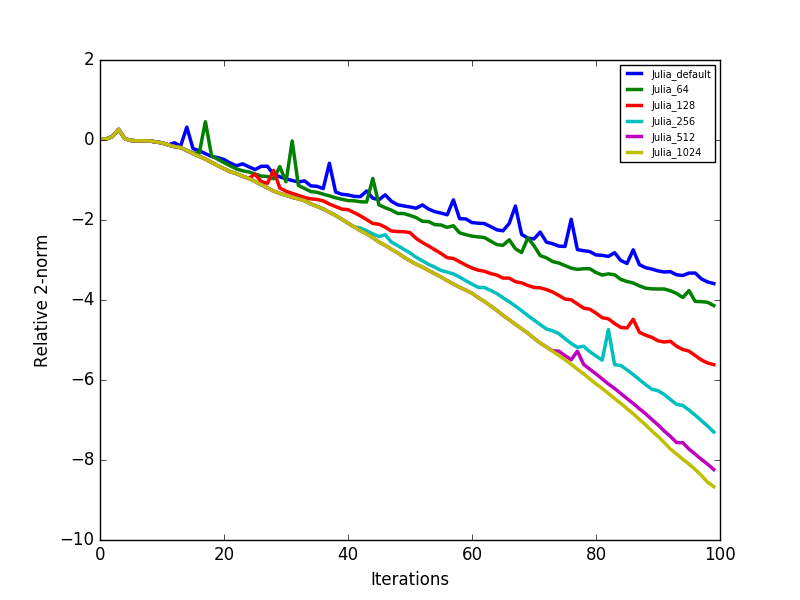 2
0
−2
−4
−6
−8
−10
0 20 40 60 80 100
Iterations
Relative 2-norm
Julia_default
Julia_64
Julia_128
Julia_256
Julia_512
Julia_1024